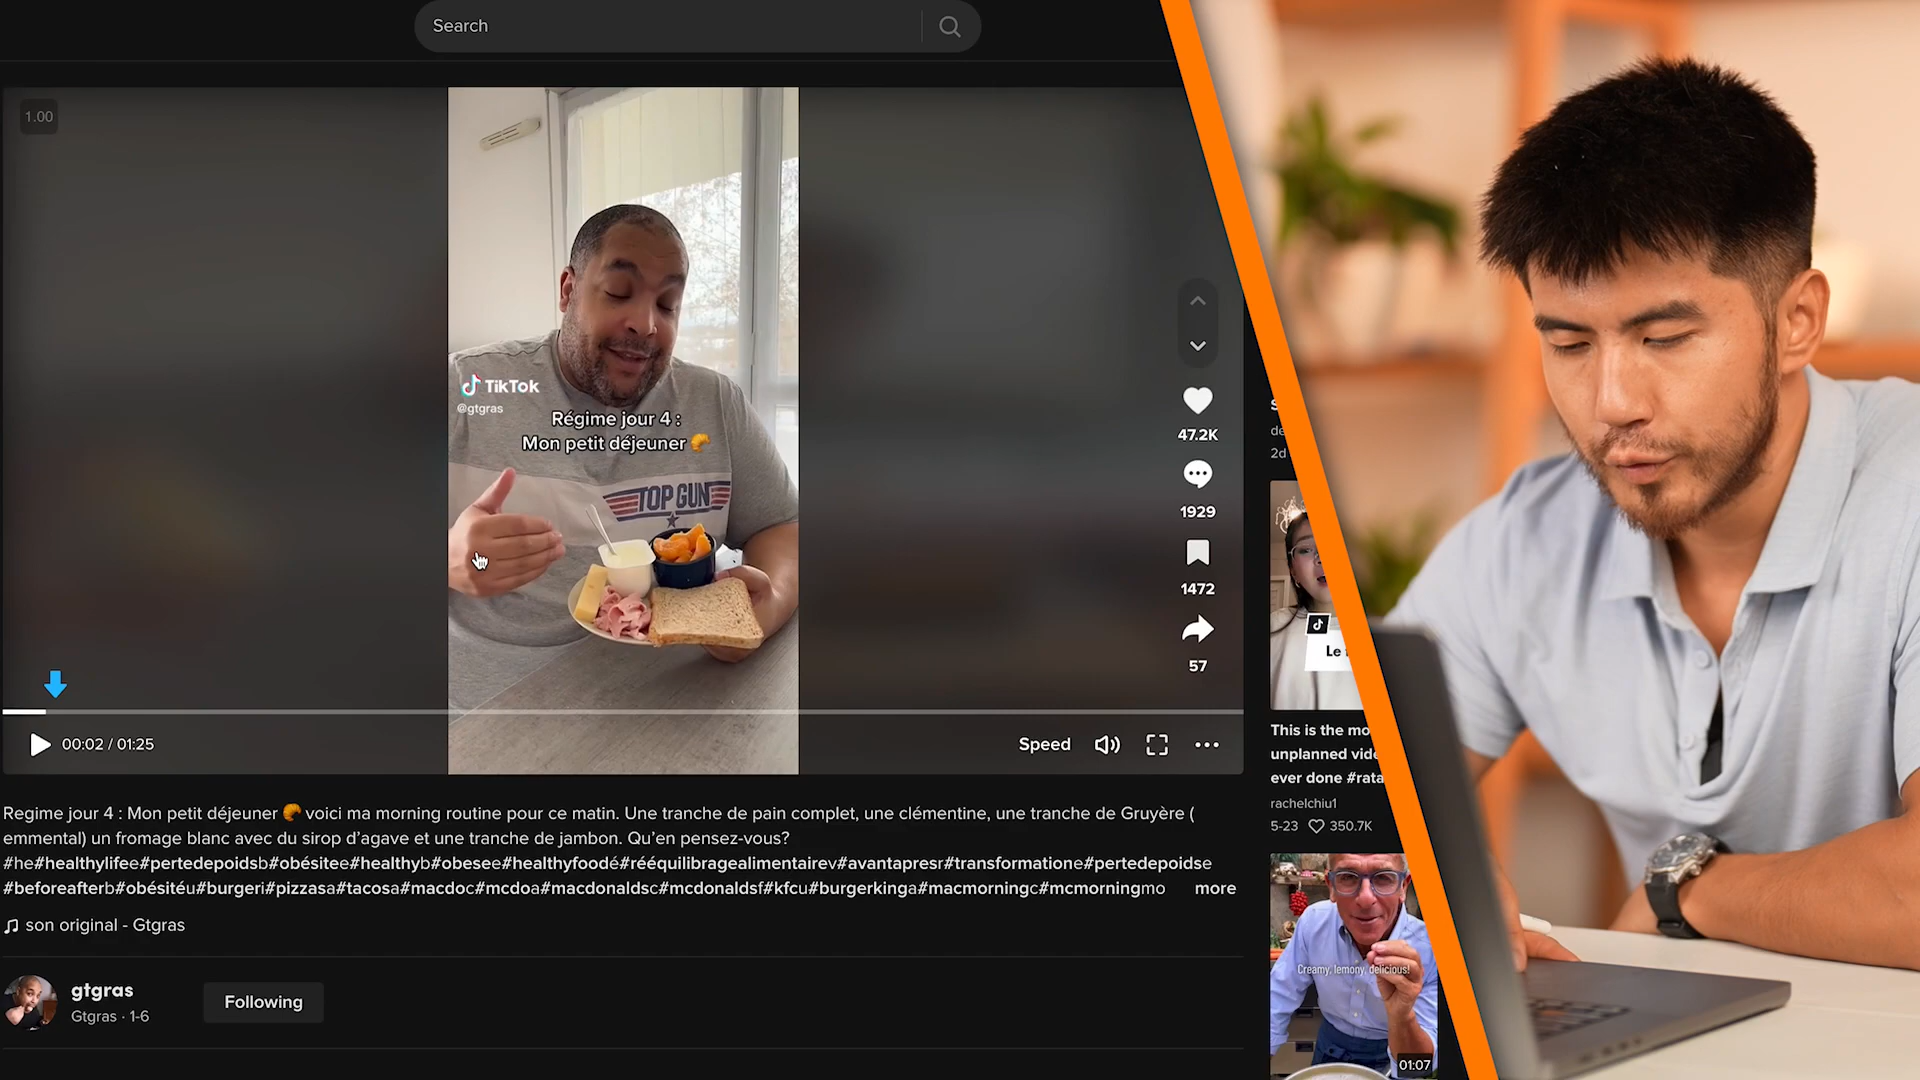 Search
1.00
TikTok
@gtgras
Régime jour 4 :
Mon petit déjeuner 🥐
TOP GUN
47.2K
1929
1472
57
00:02 / 01:25
Speed
Regime jour 4 : Mon petit déjeuner 🥐 voici ma morning routine pour ce matin. Une tranche de pain complet, une clémentine, une tranche de Gruyère (
emmental) un fromage blanc avec du sirop d’agave et une tranche de jambon. Qu’en pensez-vous?
#he#healthylifee#pertedepoidsb#obésitee#healthyb#obesee#healthyfoodé#rééquilibragealimentairev#avantapresr#transformatione#pertedepoidse
#beforeafterb#obésitéu#burgeri#pizzasa#tacosa#macdoc#mcdoa#macdonaldsc#mcdonaldsf#kfcu#burgerkinga#macmorningc#mcmorningmo more
son original - Gtgras
gtgras
Gtgras · 1-6
Following
de
2d
Le
This is the mo
unplanned vide
ever done #rata
rachelchiu1
5-23 350.7K
Creamy, lemony, delicious!
01:07